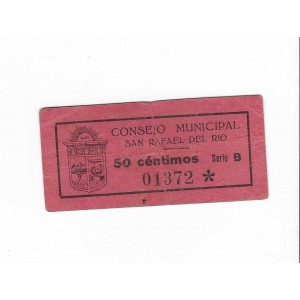 CONSEJO MUNICIPAL
SAN RAFAEL DEL RIO
50 céntimos Serie B
01372 *